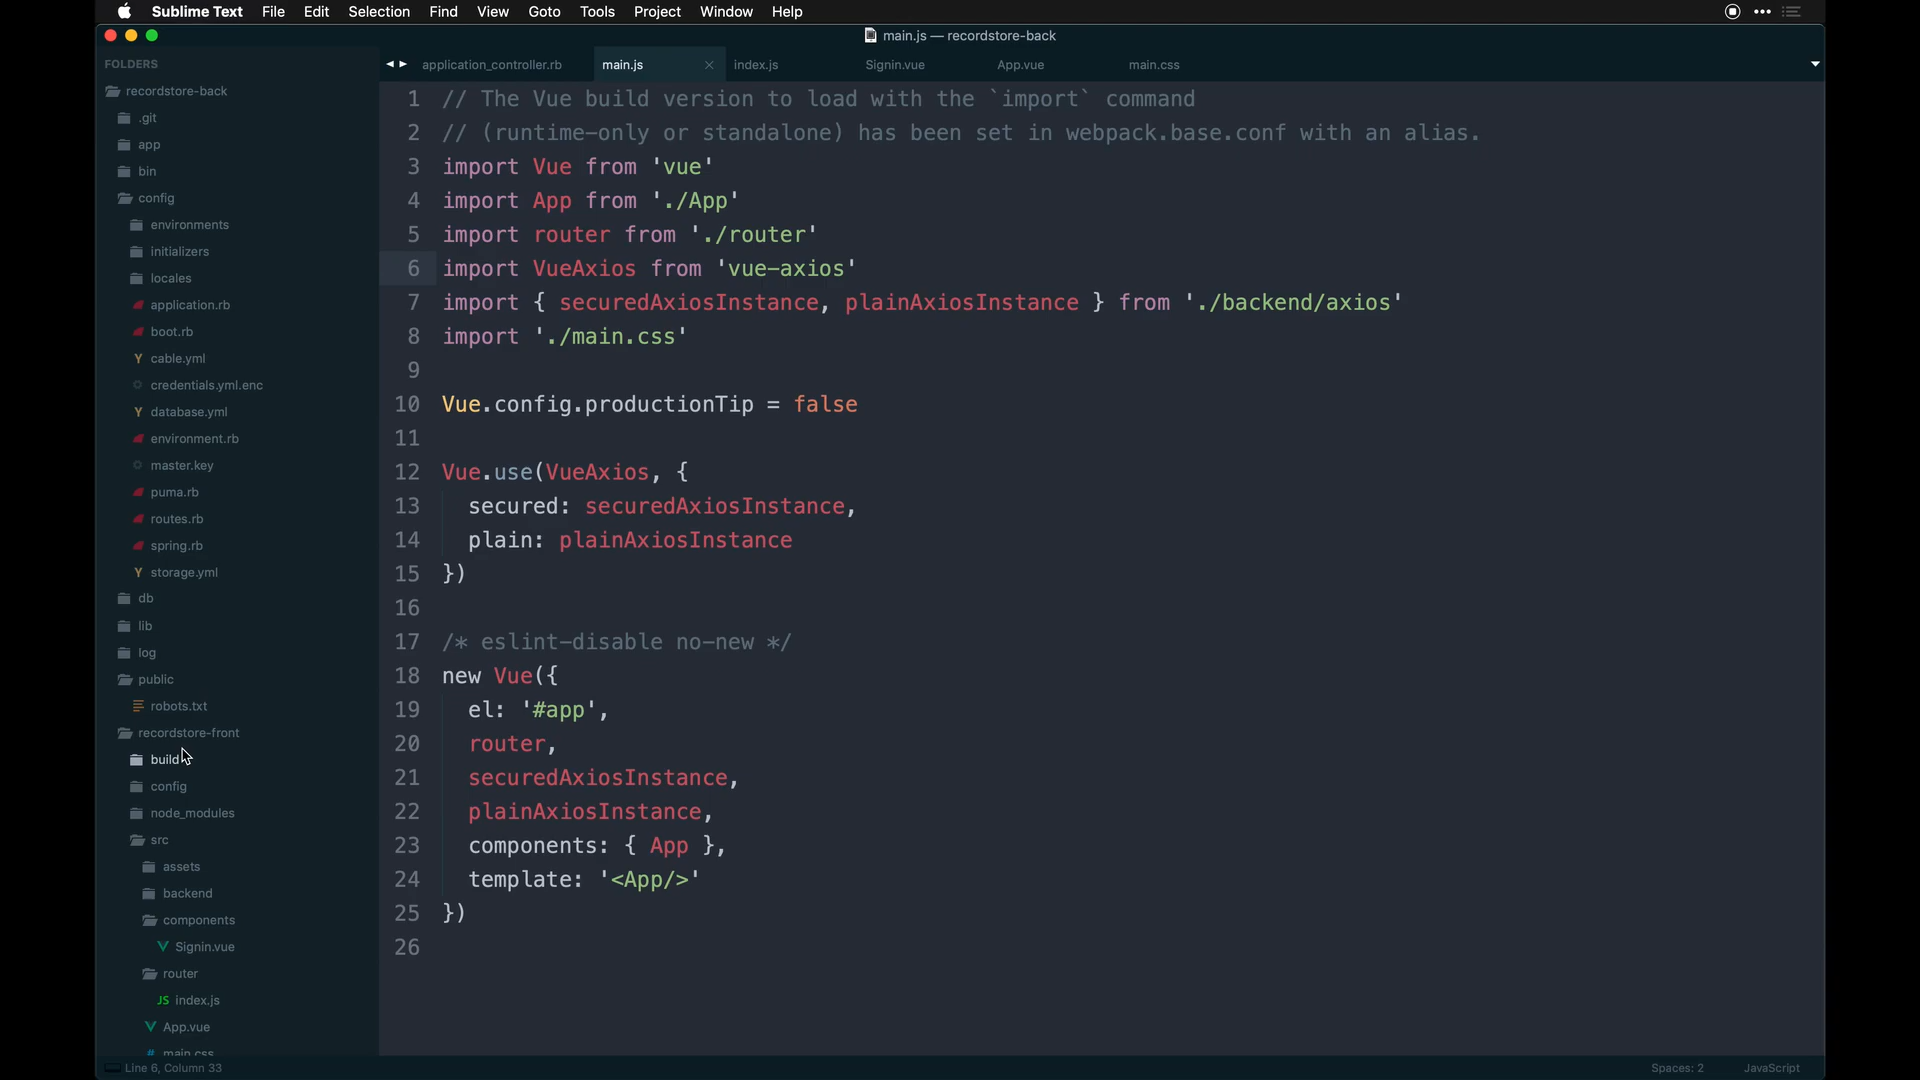 Sublime Text File Edit Selection Find View Goto Tools Project Window Help
main.js — recordstore-back
FOLDERS
recordstore-back
.git
app
bin
config
environments
initializers
locales
application.rb
boot.rb
cable.yml
credentials.yml.enc
database.yml
environment.rb
master.key
puma.rb
routes.rb
spring.rb
storage.yml
db
lib
log
public
robots.txt
recordstore-front
build
config
node_modules
src
assets
backend
components
Signin.vue
router
JS index.js
App.vue
# main.css
application_controller.rb main.js index.js Signin.vue App.vue main.css
1 // The Vue build version to load with the `import` command
2 // (runtime-only or standalone) has been set in webpack.base.conf with an alias.
3 import Vue from 'vue'
4 import App from './App'
5 import router from './router'
6 import VueAxios from 'vue-axios'
7 import { securedAxiosInstance, plainAxiosInstance } from './backend/axios'
8 import './main.css'
9
10 Vue.config.productionTip = false
11
12 Vue.use(VueAxios, {
13 secured: securedAxiosInstance,
14 plain: plainAxiosInstance
15 })
16
17 /* eslint-disable no-new */
18 new Vue({
19 el: '#app',
20 router,
21 securedAxiosInstance,
22 plainAxiosInstance,
23 components: { App },
24 template: '<App/>'
25 })
26
Line 6, Column 33 Spaces: 2 JavaScript